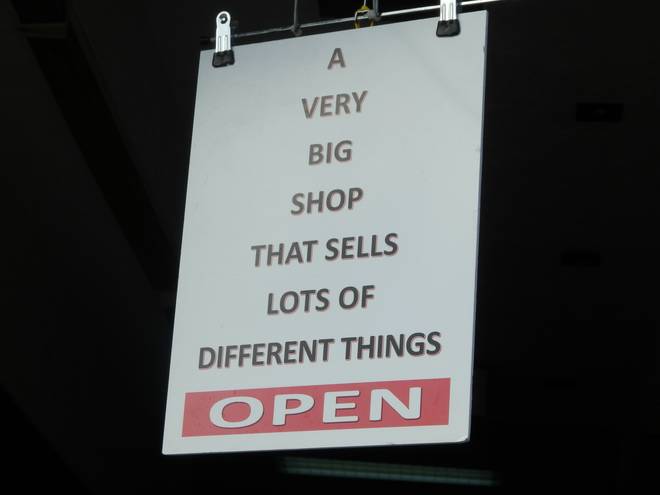 A
VERY
BIG
SHOP
THAT SELLS
LOTS OF
DIFFERENT THINGS
OPEN